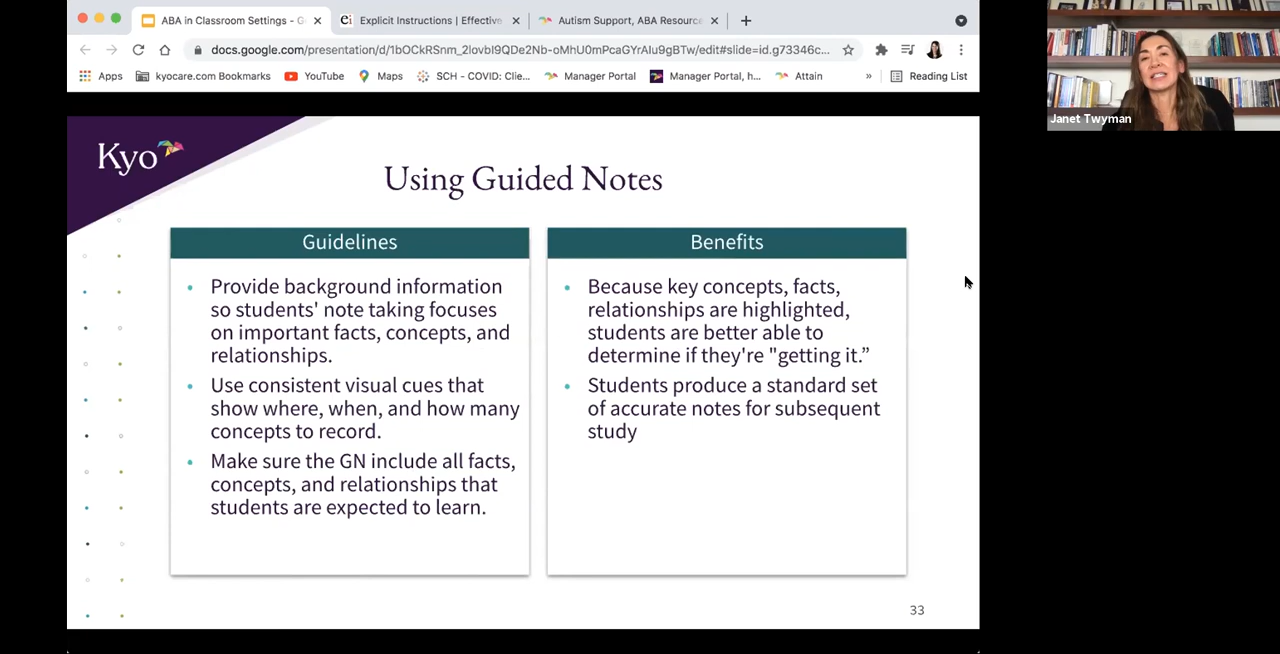 ABA in Classroom Settings - G
Explicit Instructions | Effective
Autism Support, ABA Resource
docs.google.com/presentation/d/1bOCkRSnm_2lovbI9QDe2Nb-oMhU0mPcaGYrAIu9gBTw/edit#slide=id.g73346c...
Apps
kyocare.com Bookmarks
YouTube
Maps
SCH - COVID: Clie...
Manager Portal
Manager Portal, h...
Attain
»
Reading List
Janet Twyman
Kyo
Using Guided Notes
Guidelines
Provide background information
so students' note taking focuses
on important facts, concepts, and
relationships.
Use consistent visual cues that
show where, when, and how many
concepts to record.
Make sure the GN include all facts,
concepts, and relationships that
students are expected to learn.
Benefits
Because key concepts, facts,
relationships are highlighted,
students are better able to
determine if they're "getting it.”
Students produce a standard set
of accurate notes for subsequent
study
33